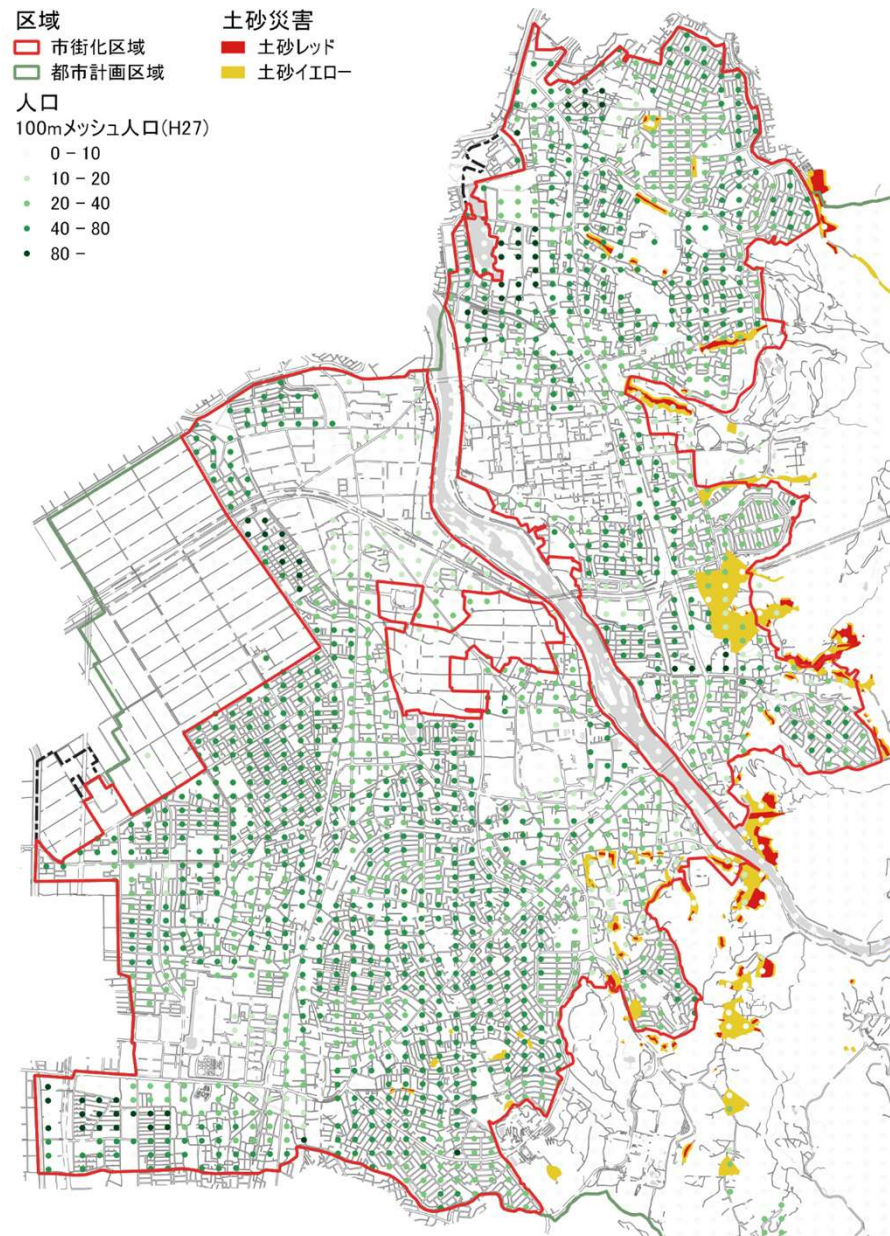 区域
市街化区域
都市計画区域
人口
100mメッシュ人口(H27)
0 - 10
10 - 20
20 - 40
40 - 80
80 -
土砂災害
土砂レッド
土砂イエロー